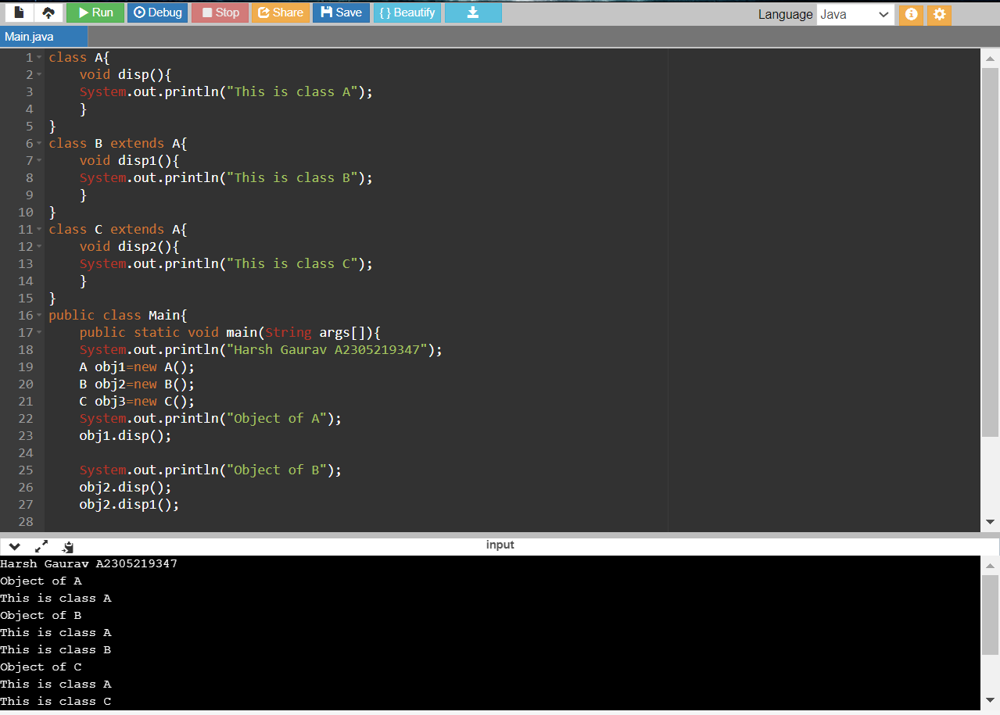 Run Debug Stop Share Save { } Beautify Language Java
Main.java
1 class A{
2     void disp(){
3     System.out.println("This is class A");
4     }
5 }
6 class B extends A{
7     void disp1(){
8     System.out.println("This is class B");
9     }
10 }
11 class C extends A{
12     void disp2(){
13     System.out.println("This is class C");
14     }
15 }
16 public class Main{
17     public static void main(String args[]){
18     System.out.println("Harsh Gaurav A2305219347");
19     A obj1=new A();
20     B obj2=new B();
21     C obj3=new C();
22     System.out.println("Object of A");
23     obj1.disp();
24
25     System.out.println("Object of B");
26     obj2.disp();
27     obj2.disp1();
28
input
Harsh Gaurav A2305219347
Object of A
This is class A
Object of B
This is class A
This is class B
Object of C
This is class A
This is class C